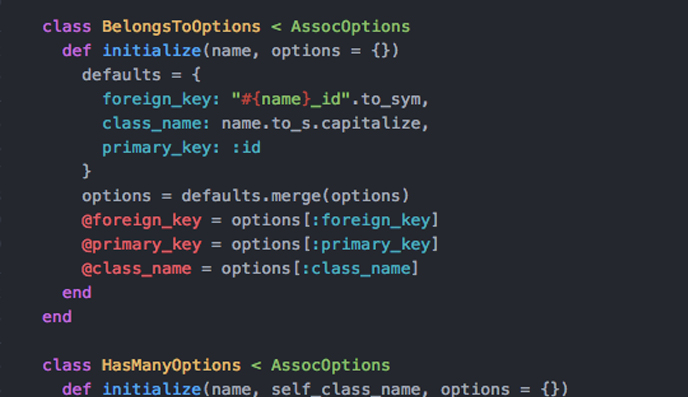 class BelongsToOptions < AssocOptions
def initialize(name, options = {})
defaults = {
foreign_key: "#{name}_id".to_sym,
class_name: name.to_s.capitalize,
primary_key: :id
}
options = defaults.merge(options)
@foreign_key = options[:foreign_key]
@primary_key = options[:primary_key]
@class_name = options[:class_name]
end
end
class HasManyOptions < AssocOptions
def initialize(name, self_class_name, options = {})